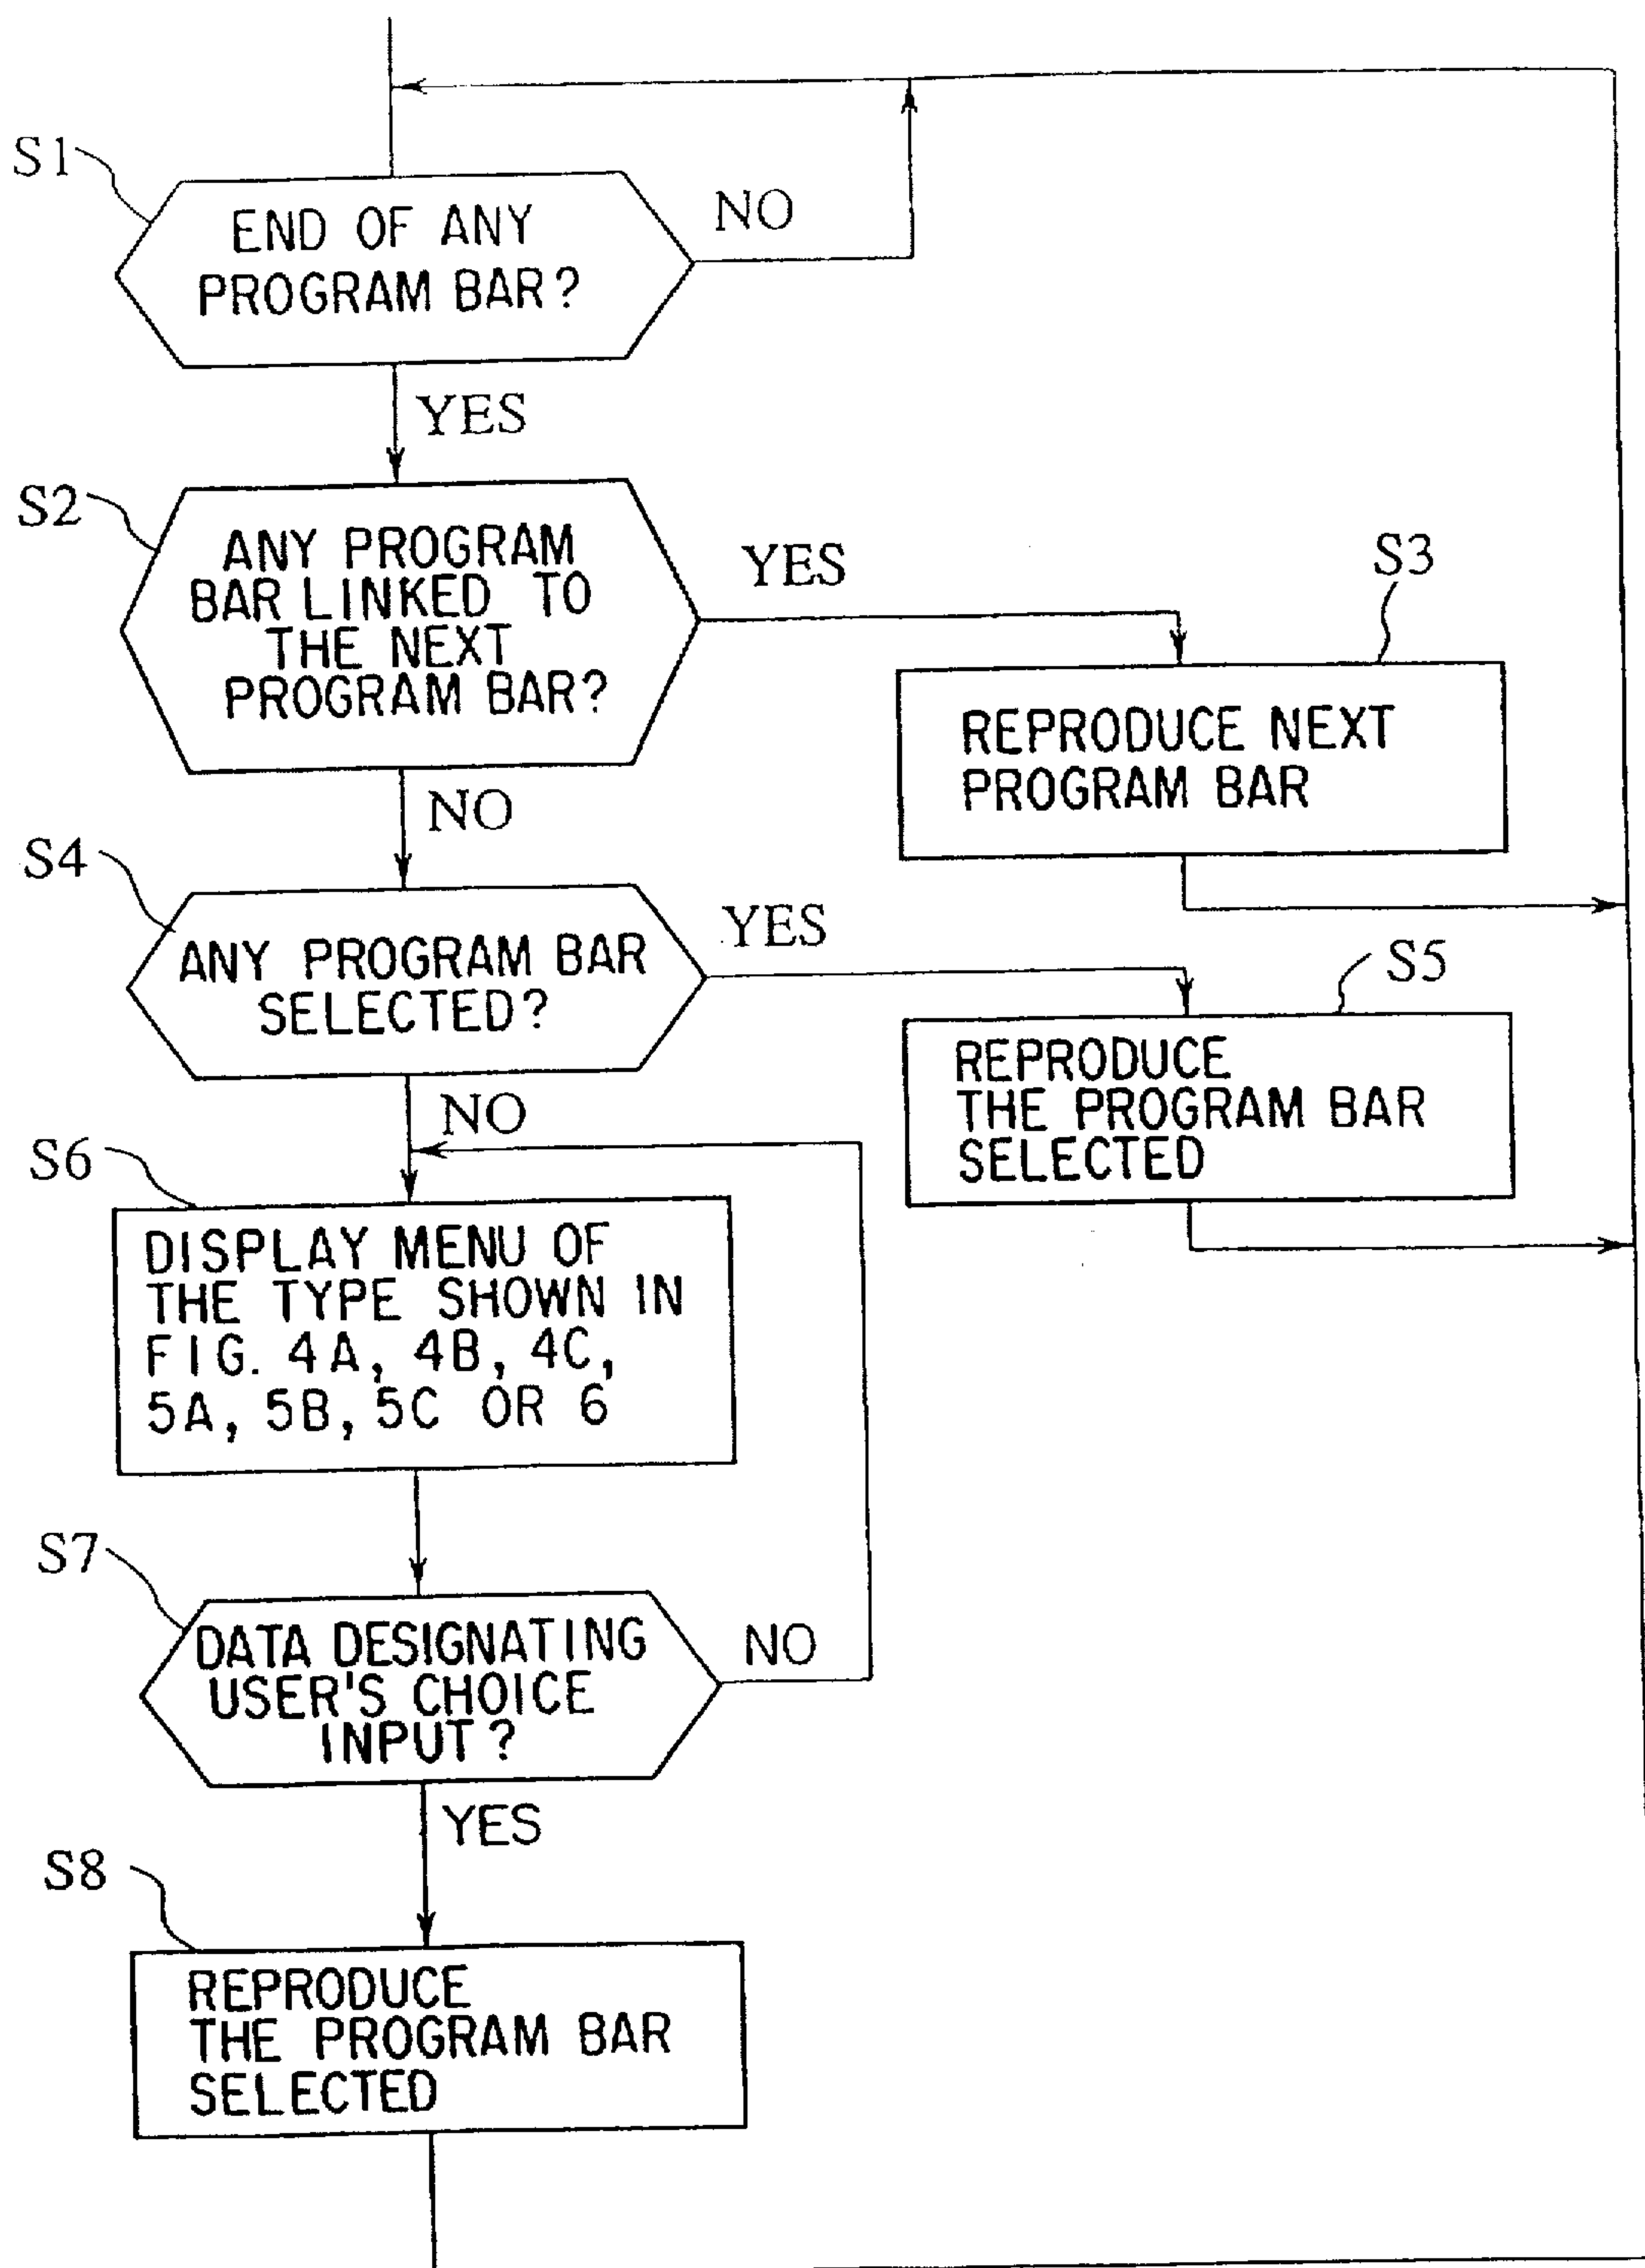 S1
END OF ANY
PROGRAM BAR?
NO
YES
S2
ANY PROGRAM
BAR LINKED TO
THE NEXT
PROGRAM BAR?
YES
S3
REPRODUCE NEXT
PROGRAM BAR
NO
S4
ANY PROGRAM BAR
SELECTED?
YES
S5
REPRODUCE
THE PROGRAM BAR
SELECTED
NO
S6
DISPLAY MENU OF
THE TYPE SHOWN IN
FIG. 4A, 4B, 4C,
5A, 5B, 5C OR 6
S7
DATA DESIGNATING
USER'S CHOICE
INPUT?
NO
YES
S8
REPRODUCE
THE PROGRAM BAR
SELECTED